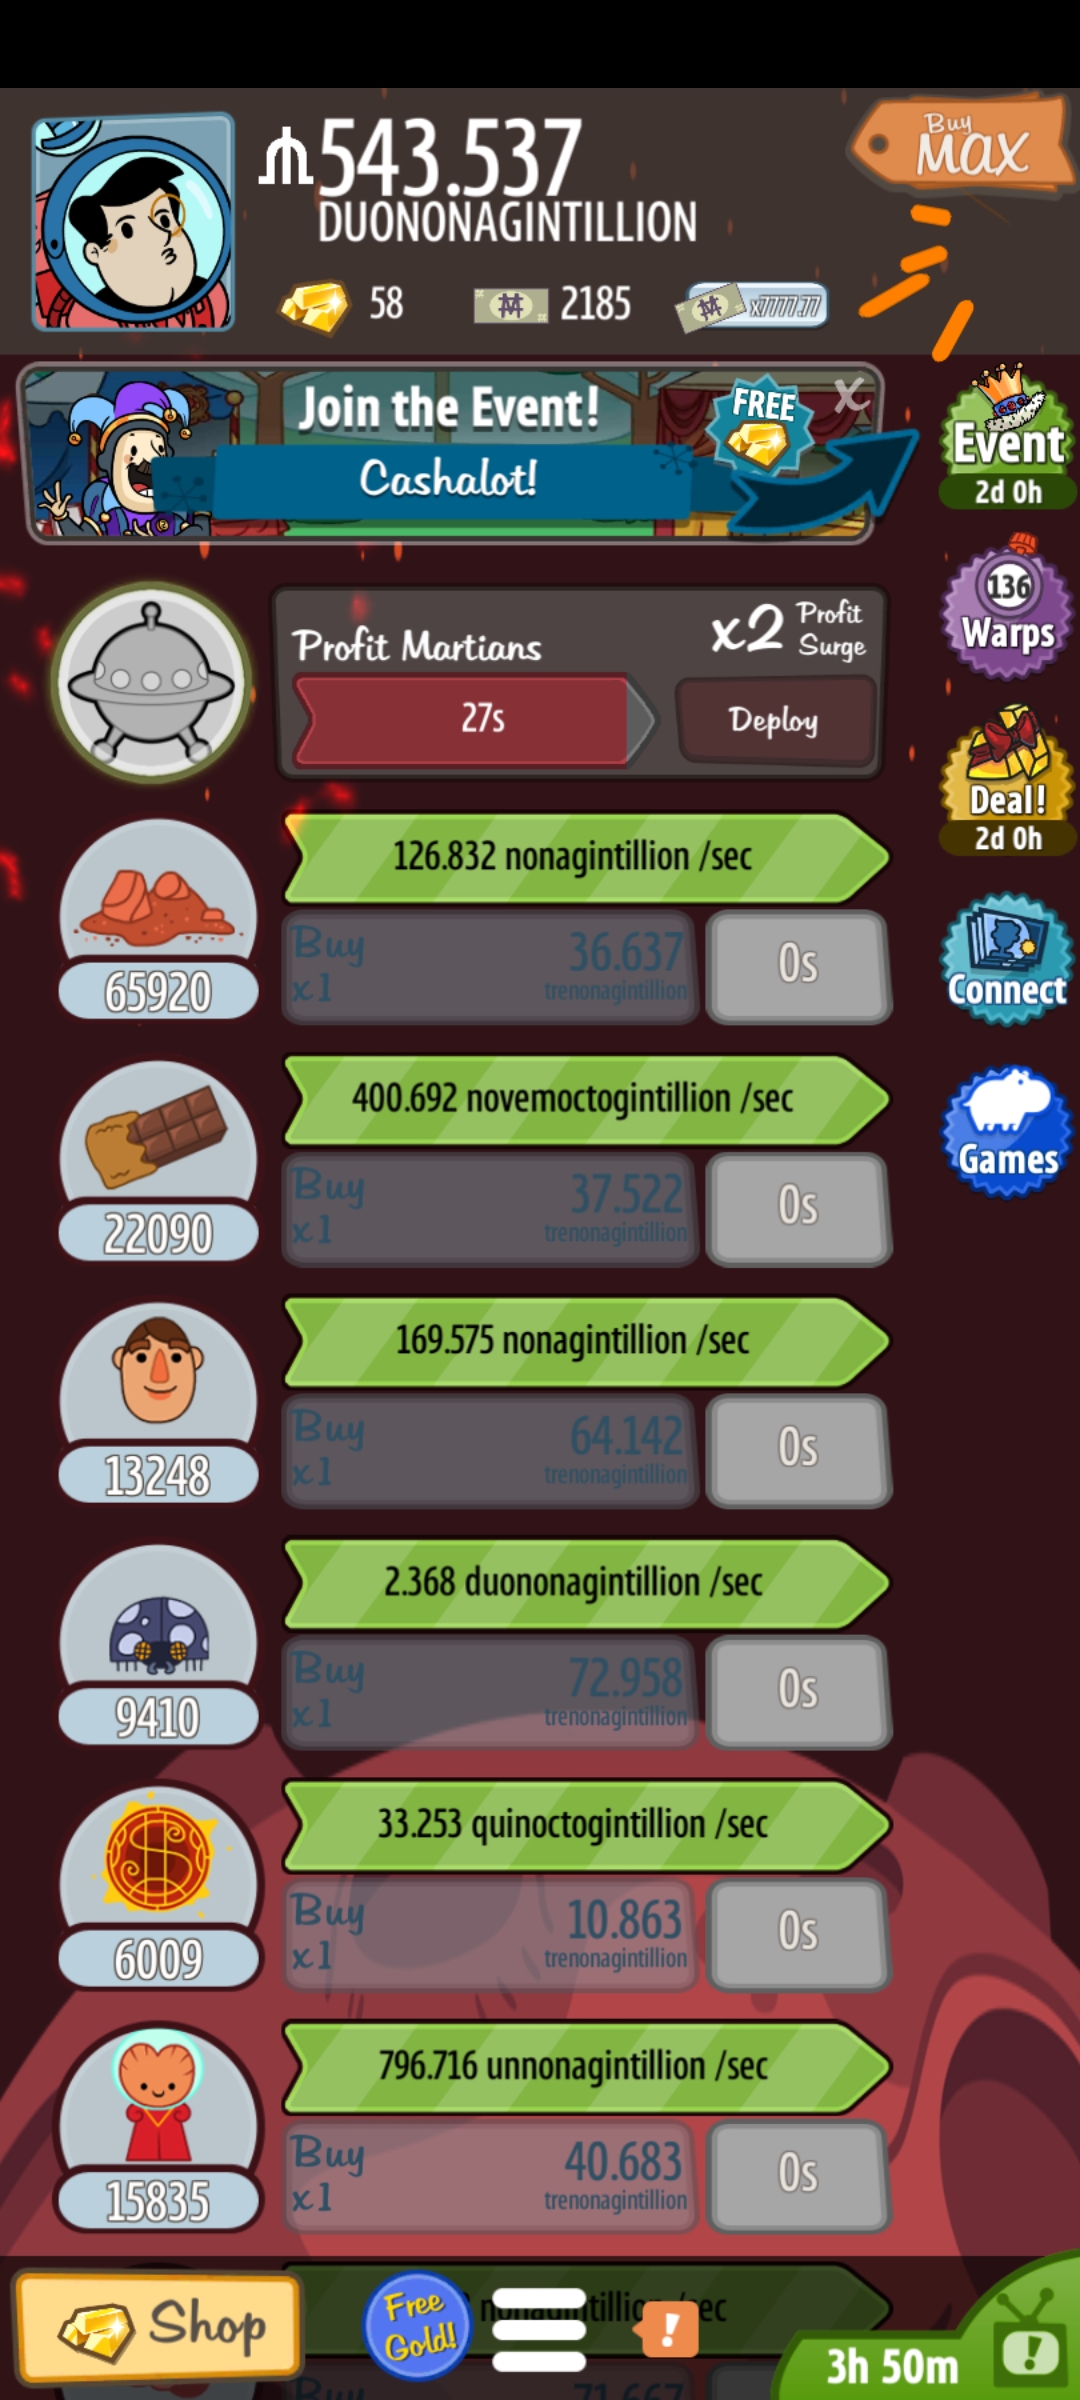 543.537
DUONONAGINTILLION
Buy
MAX
58
2185
x7777.77
Join the Event!
Cashalot!
FREE
X
Event
2d 0h
136
Warps
Profit Martians
x2 Profit Surge
27s
Deploy
Deal!
2d 0h
126.832 nonagintillion /sec
Buy x1
36.637
trenonagintillion
0s
65920
Connect
400.692 novemoctogintillion /sec
Buy x1
37.522
trenonagintillion
0s
22090
Games
169.575 nonagintillion /sec
Buy x1
64.142
trenonagintillion
0s
13248
2.368 duononagintillion /sec
Buy x1
72.958
trenonagintillion
0s
9410
33.253 quinoctogintillion /sec
Buy x1
10.863
trenonagintillion
0s
6009
796.716 unnonagintillion /sec
Buy x1
40.683
trenonagintillion
0s
15835
Shop
Free
Gold!
!
3h 50m
!
Buy